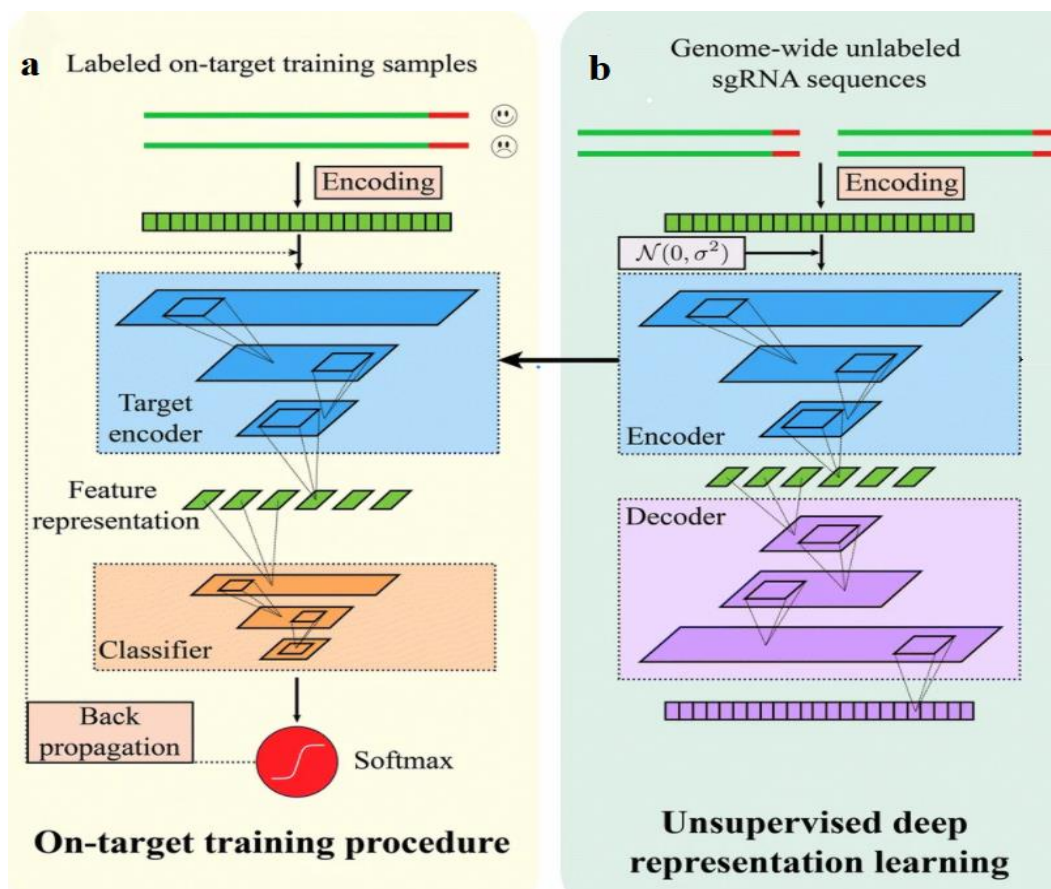 a
Labeled on-target training samples
Encoding
Target
encoder
Feature
representation
Classifier
Back
propagation
Softmax
On-target training procedure
b
Genome-wide unlabeled
sgRNA sequences
Encoding
𝒩(0, σ²)
Encoder
Decoder
Unsupervised deep
representation learning